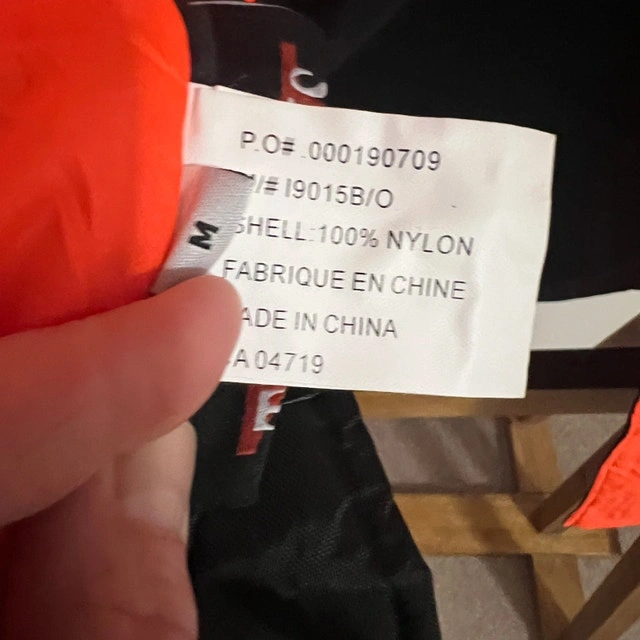 P.O# .000190709
/# I9015B/O
SHELL:100% NYLON
FABRIQUE EN CHINE
ADE IN CHINA
A 04719
M
C
E